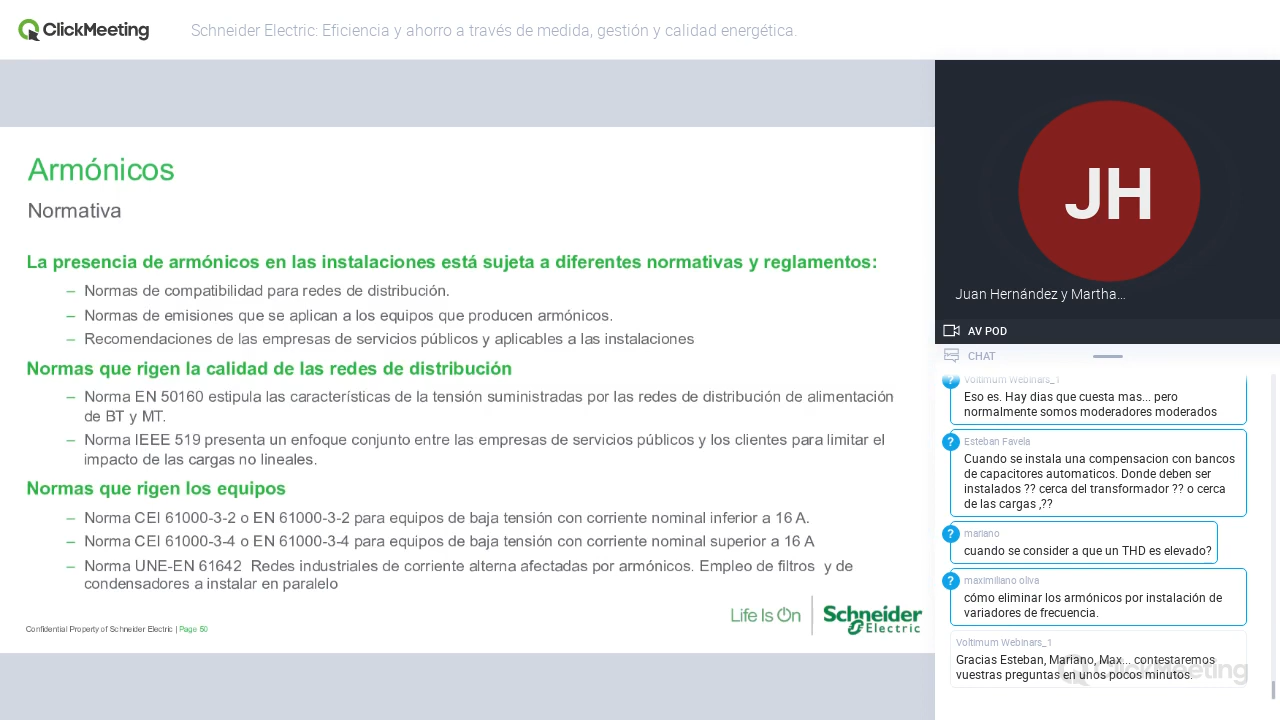 ClickMeeting
Schneider Electric: Eficiencia y ahorro a través de medida, gestión y calidad energética.
Armónicos
Normativa
La presencia de armónicos en las instalaciones está sujeta a diferentes normativas y reglamentos:
– Normas de compatibilidad para redes de distribución.
– Normas de emisiones que se aplican a los equipos que producen armónicos.
– Recomendaciones de las empresas de servicios públicos y aplicables a las instalaciones
Normas que rigen la calidad de las redes de distribución
– Norma EN 50160 estipula las características de la tensión suministradas por las redes de distribución de alimentación
de BT y MT.
– Norma IEEE 519 presenta un enfoque conjunto entre las empresas de servicios públicos y los clientes para limitar el
impacto de las cargas no lineales.
Normas que rigen los equipos
– Norma CEI 61000-3-2 o EN 61000-3-2 para equipos de baja tensión con corriente nominal inferior a 16 A.
– Norma CEI 61000-3-4 o EN 61000-3-4 para equipos de baja tensión con corriente nominal superior a 16 A
– Norma UNE-EN 61642 Redes industriales de corriente alterna afectadas por armónicos. Empleo de filtros y de
condensadores a instalar en paralelo
Confidential Property of Schneider Electric | Page 50
Life Is On
Schneider
Electric
JH
Juan Hernández y Martha...
AV POD
CHAT
? Voltimum Webinars_1
Eso es. Hay dias que cuesta mas... pero
normalmente somos moderadores moderados
? Esteban Favela
Cuando se instala una compensacion con bancos
de capacitores automaticos. Donde deben ser
instalados ?? cerca del transformador ?? o cerca
de las cargas ,??
? mariano
cuando se consider a que un THD es elevado?
? maximiliano oliva
cómo eliminar los armónicos por instalación de
variadores de frecuencia.
Voltimum Webinars_1
Gracias Esteban, Mariano, Max... contestaremos
vuestras preguntas en unos pocos minutos.
ClickMeeting